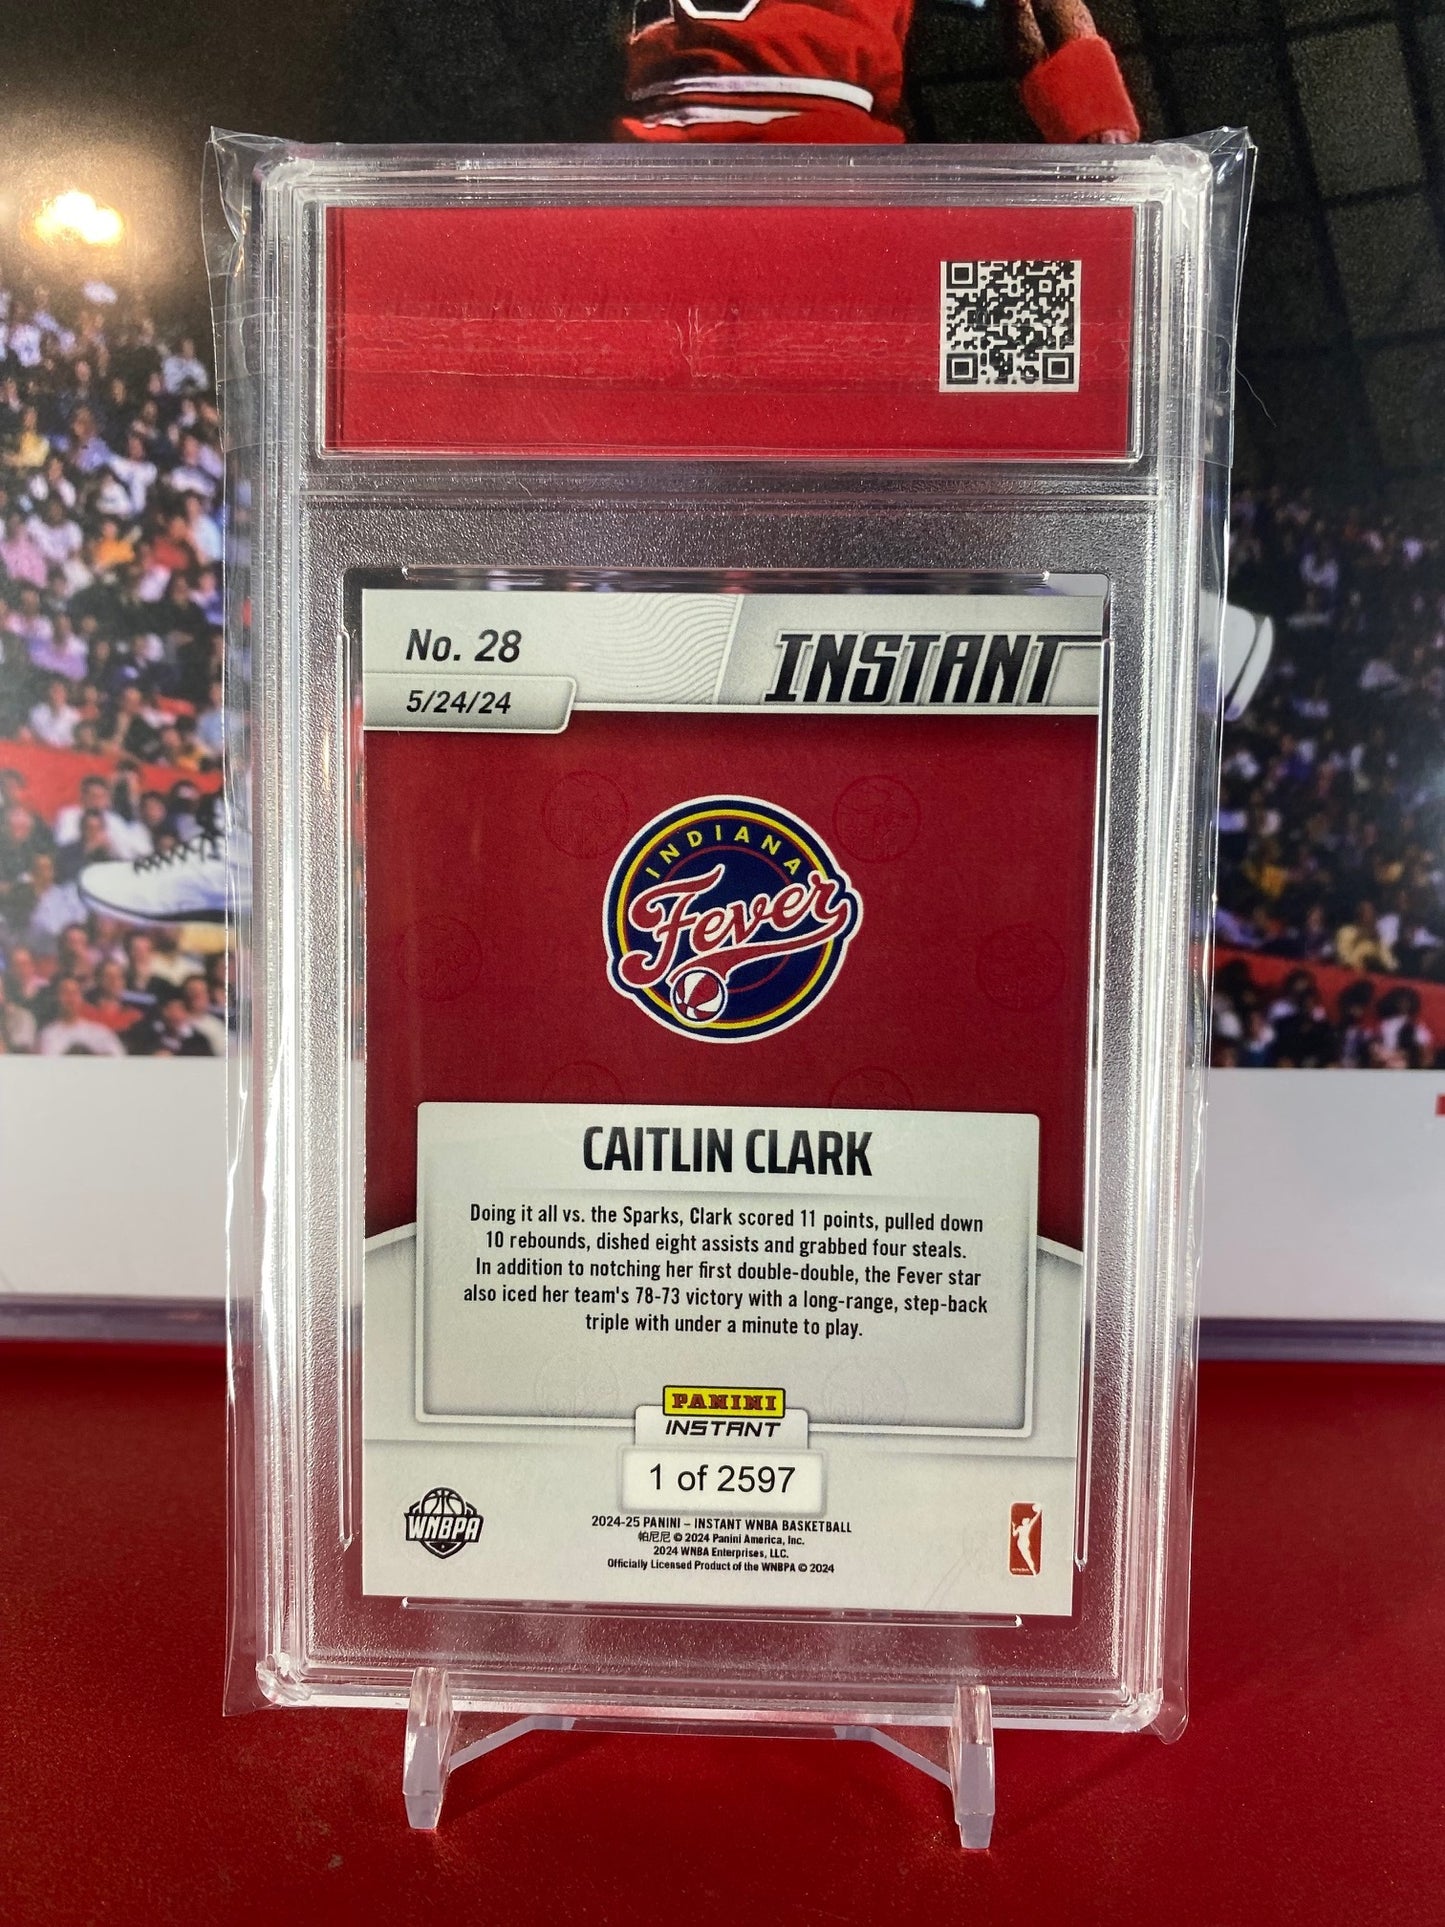 No. 28
INSTANT
5/24/24
INDIANA
Fever
CAITLIN CLARK
Doing it all vs. the Sparks, Clark scored 11 points, pulled down
10 rebounds, dished eight assists and grabbed four steals.
In addition to notching her first double-double, the Fever star
also iced her team's 78-73 victory with a long-range, step-back
triple with under a minute to play.
PANINI
INSTANT
1 of 2597
WNBPA
2024-25 PANINI – INSTANT WNBA BASKETBALL
帕尼尼 © 2024 Panini America, Inc.
2024 WNBA Enterprises, LLC.
Officially Licensed Product of the WNBPA © 2024